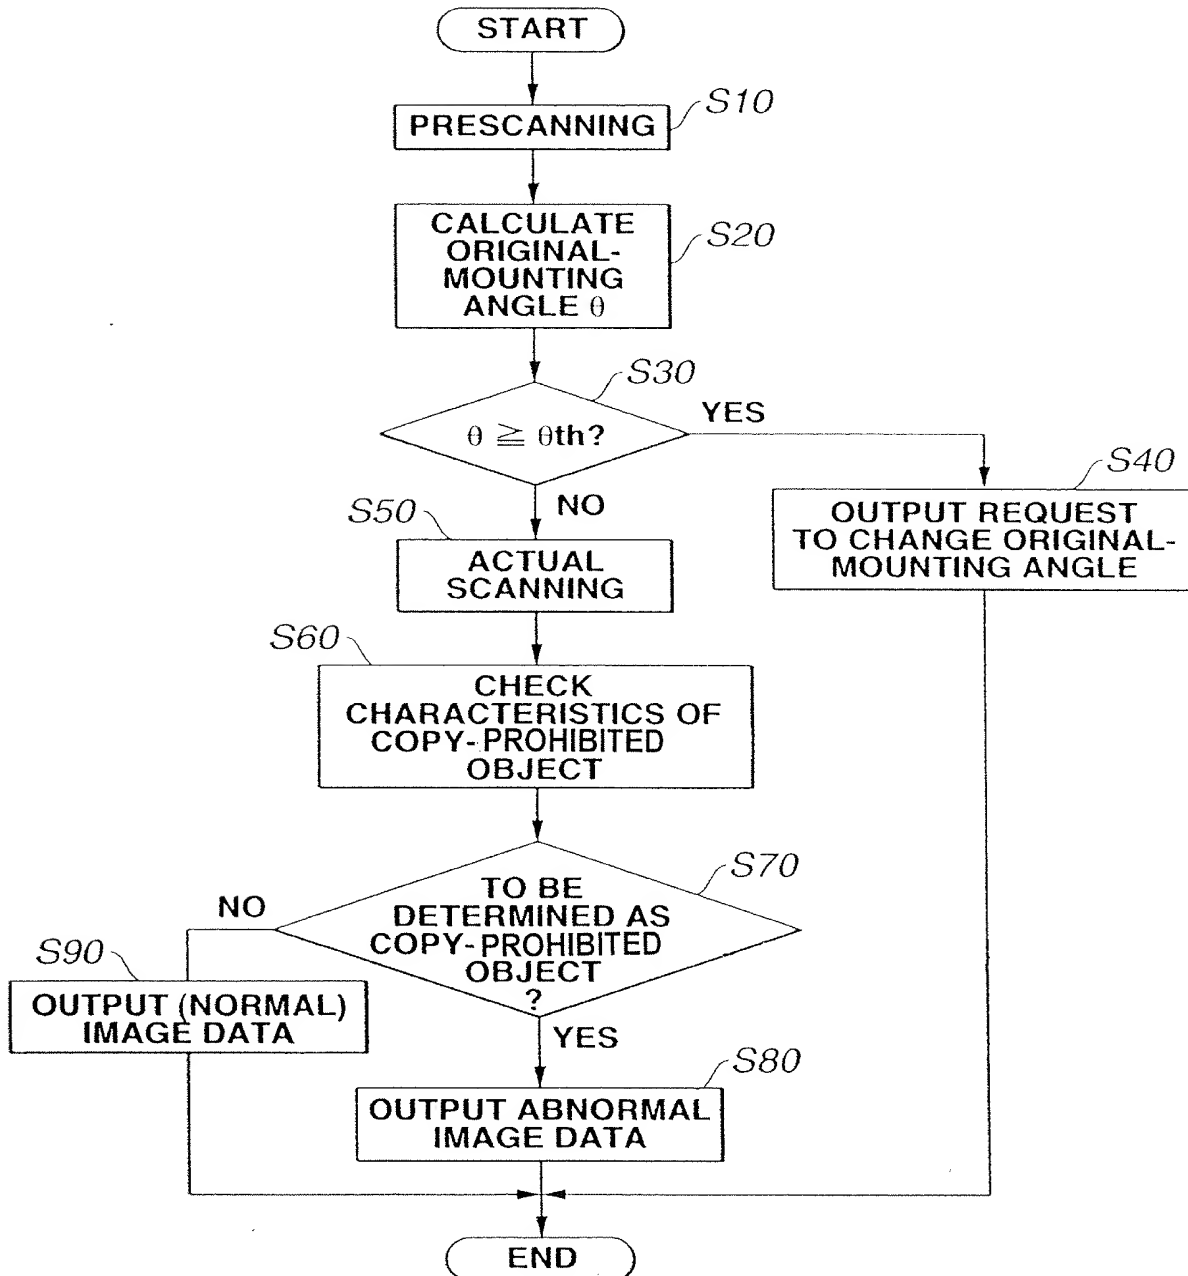 START
S10
PRESCANNING
CALCULATE
ORIGINAL-
MOUNTING
ANGLE θ
S20
S30
θ ≧ θth?
YES
NO
S40
OUTPUT REQUEST
TO CHANGE ORIGINAL-
MOUNTING ANGLE
S50
ACTUAL
SCANNING
S60
CHECK
CHARACTERISTICS OF
COPY-PROHIBITED
OBJECT
S70
TO BE
DETERMINED AS
COPY-PROHIBITED
OBJECT
?
NO
YES
S90
OUTPUT (NORMAL)
IMAGE DATA
S80
OUTPUT ABNORMAL
IMAGE DATA
END